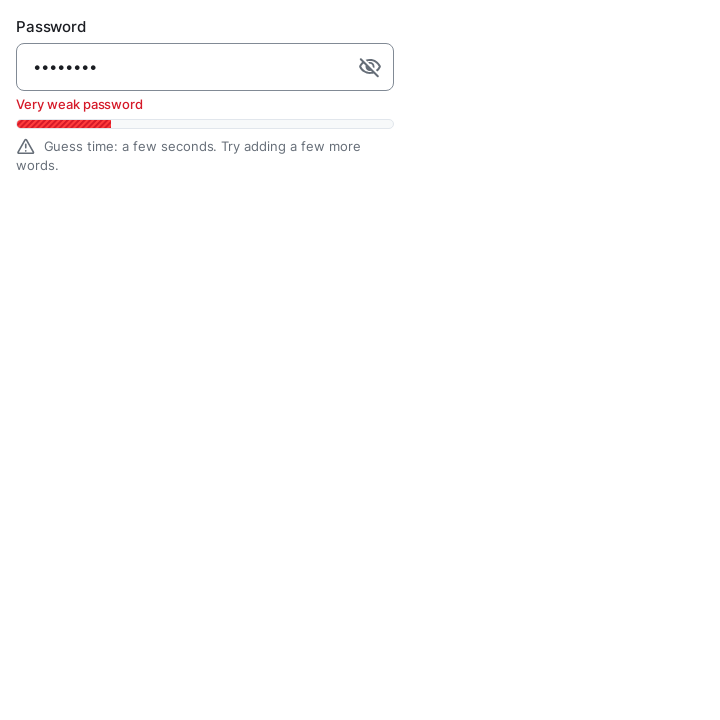 Password
••••••••
Very weak password
Guess time: a few seconds. Try adding a few more
words.